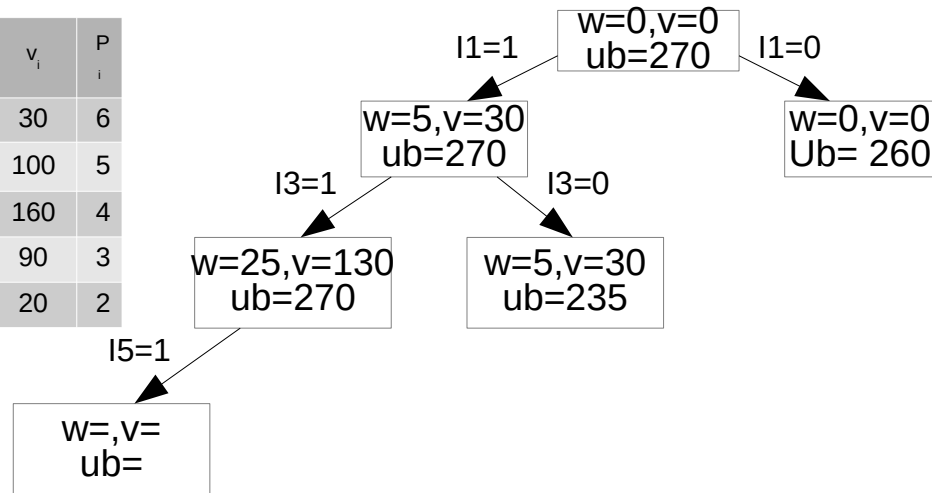 v i
P i
30 6
100 5
160 4
90 3
20 2
w=0,v=0
ub=270
I1=1
I1=0
w=5,v=30
ub=270
w=0,v=0
Ub= 260
I3=1
I3=0
w=25,v=130
ub=270
w=5,v=30
ub=235
I5=1
w=,v=
ub=